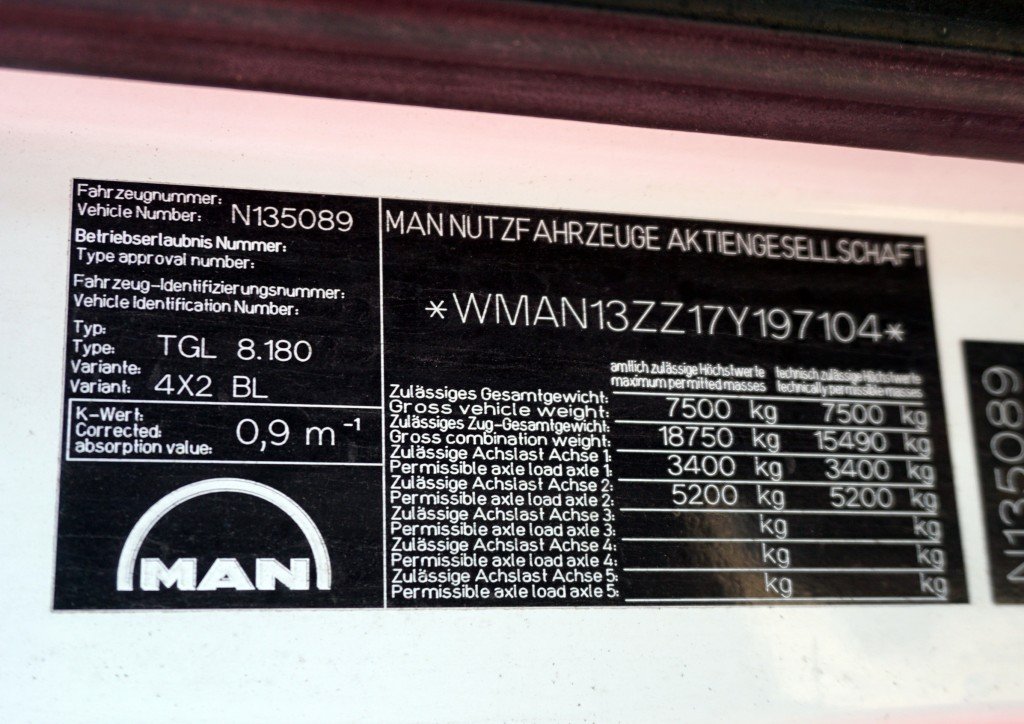 Fahrzeugnummer:
Vehicle Number: N135089
Betriebserlaubnis Nummer:
Type approval number:
Fahrzeug-Identifizierungsnummer:
Vehicle Identification Number:
Typ:
Type: TGL 8.180
Variante:
Variant: 4X2 BL
K-Wert:
Corrected:
absorption value: 0,9 m⁻¹
MAN
MAN NUTZFAHRZEUGE AKTIENGESELLSCHAFT
*WMAN13ZZ17Y197104*
amtlich zulässige Höchstwerte technisch zulässige Höchstwerte
maximum permitted masses technically permissible masses
Zulässiges Gesamtgewicht:
Gross vehicle weight: 7500 kg 7500 kg
Zulässiges Zug-Gesamtgewicht:
Gross combination weight: 18750 kg 15490 kg
Zulässige Achslast Achse 1:
Permissible axle load axle 1: 3400 kg 3400 kg
Zulässige Achslast Achse 2:
Permissible axle load axle 2: 5200 kg 5200 kg
Zulässige Achslast Achse 3:
Permissible axle load axle 3: kg kg
Zulässige Achslast Achse 4:
Permissible axle load axle 4: kg kg
Zulässige Achslast Achse 5:
Permissible axle load axle 5: kg kg
N135089